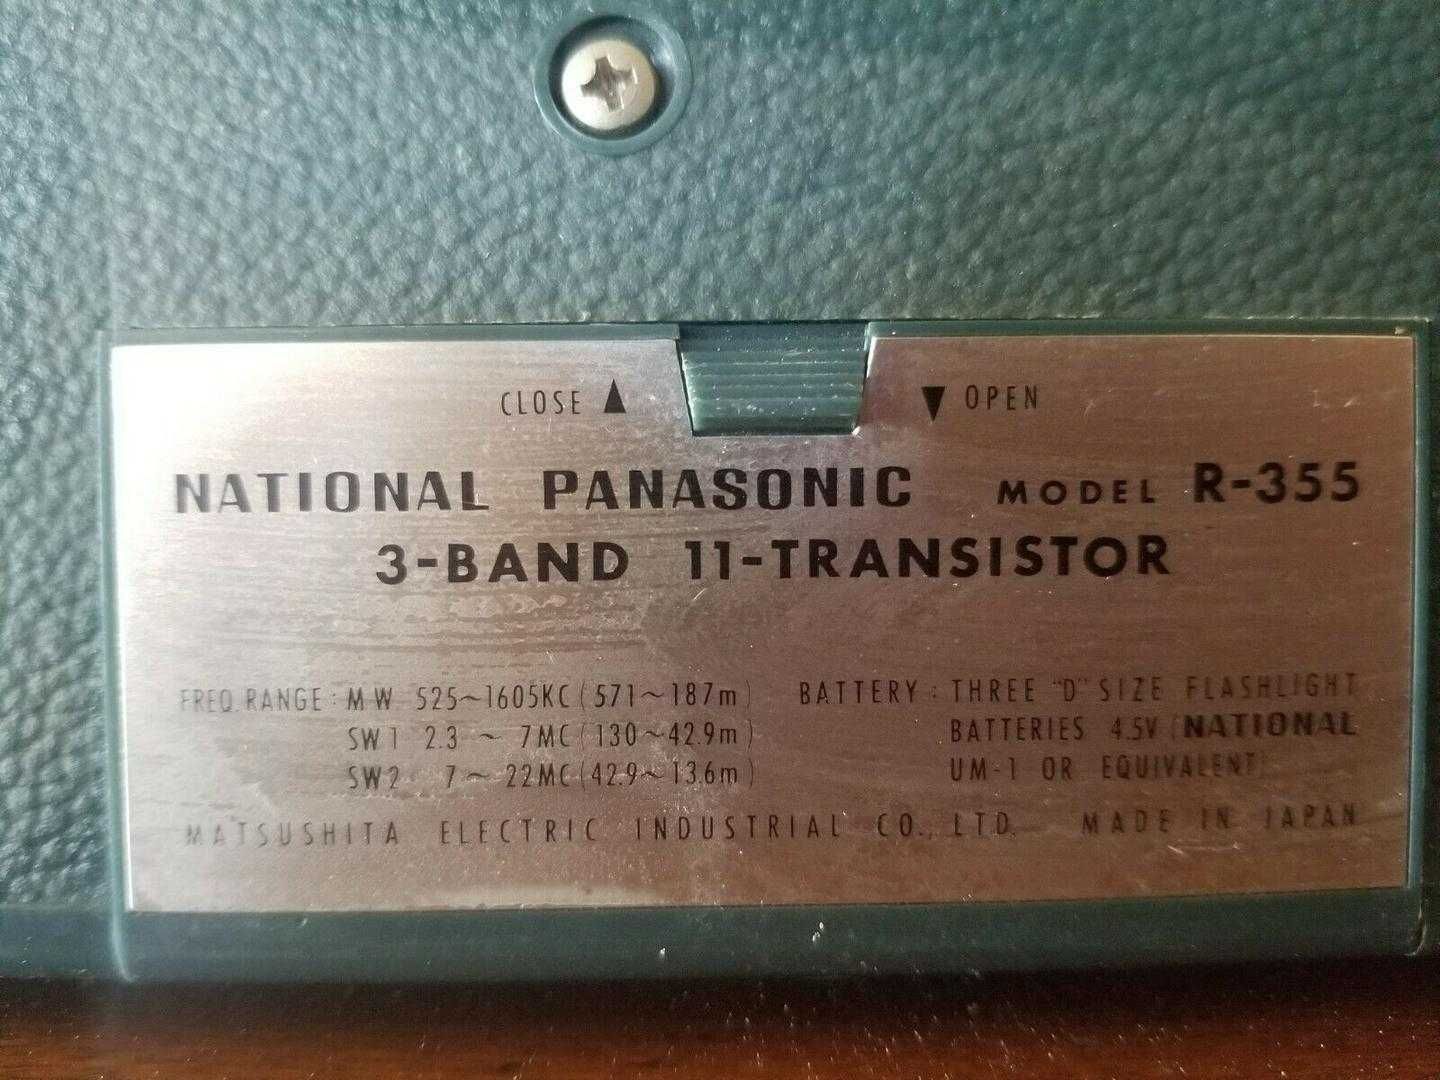 CLOSE ▲ ▼ OPEN
NATIONAL PANASONIC MODEL R-355
3-BAND 11-TRANSISTOR
FREQ. RANGE : MW 525~1605KC (571~187m)
SW1 2.3 ~ 7MC (130~42.9m)
SW2 7 ~ 22MC (42.9~13.6m)
BATTERY : THREE "D" SIZE FLASHLIGHT
BATTERIES 4.5V (NATIONAL
UM-1 OR EQUIVALENT)
MATSUSHITA ELECTRIC INDUSTRIAL CO., LTD. MADE IN JAPAN